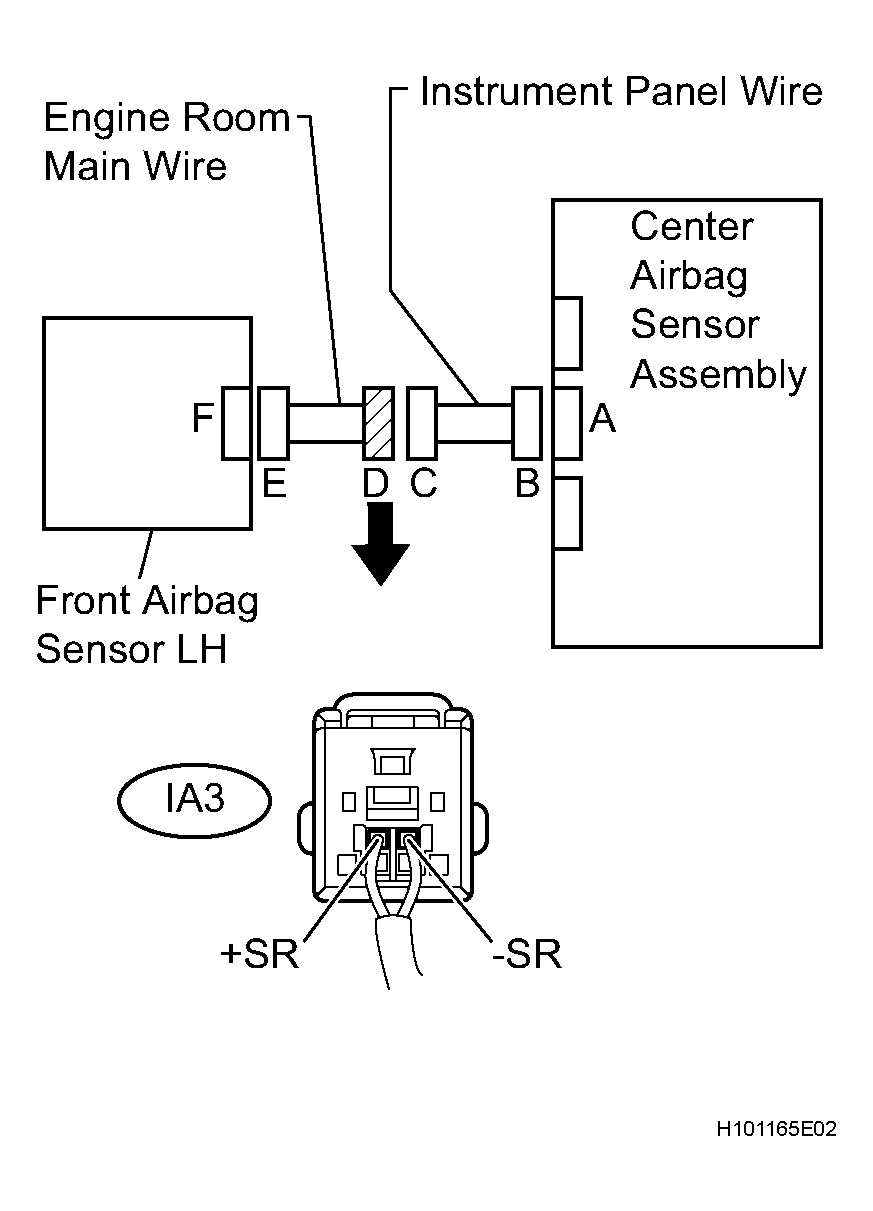 Instrument Panel Wire
Engine Room
Main Wire
Center
Airbag
Sensor
Assembly
F
A
E
D
C
B
Front Airbag
Sensor LH
IA3
+SR
-SR
H101165E02